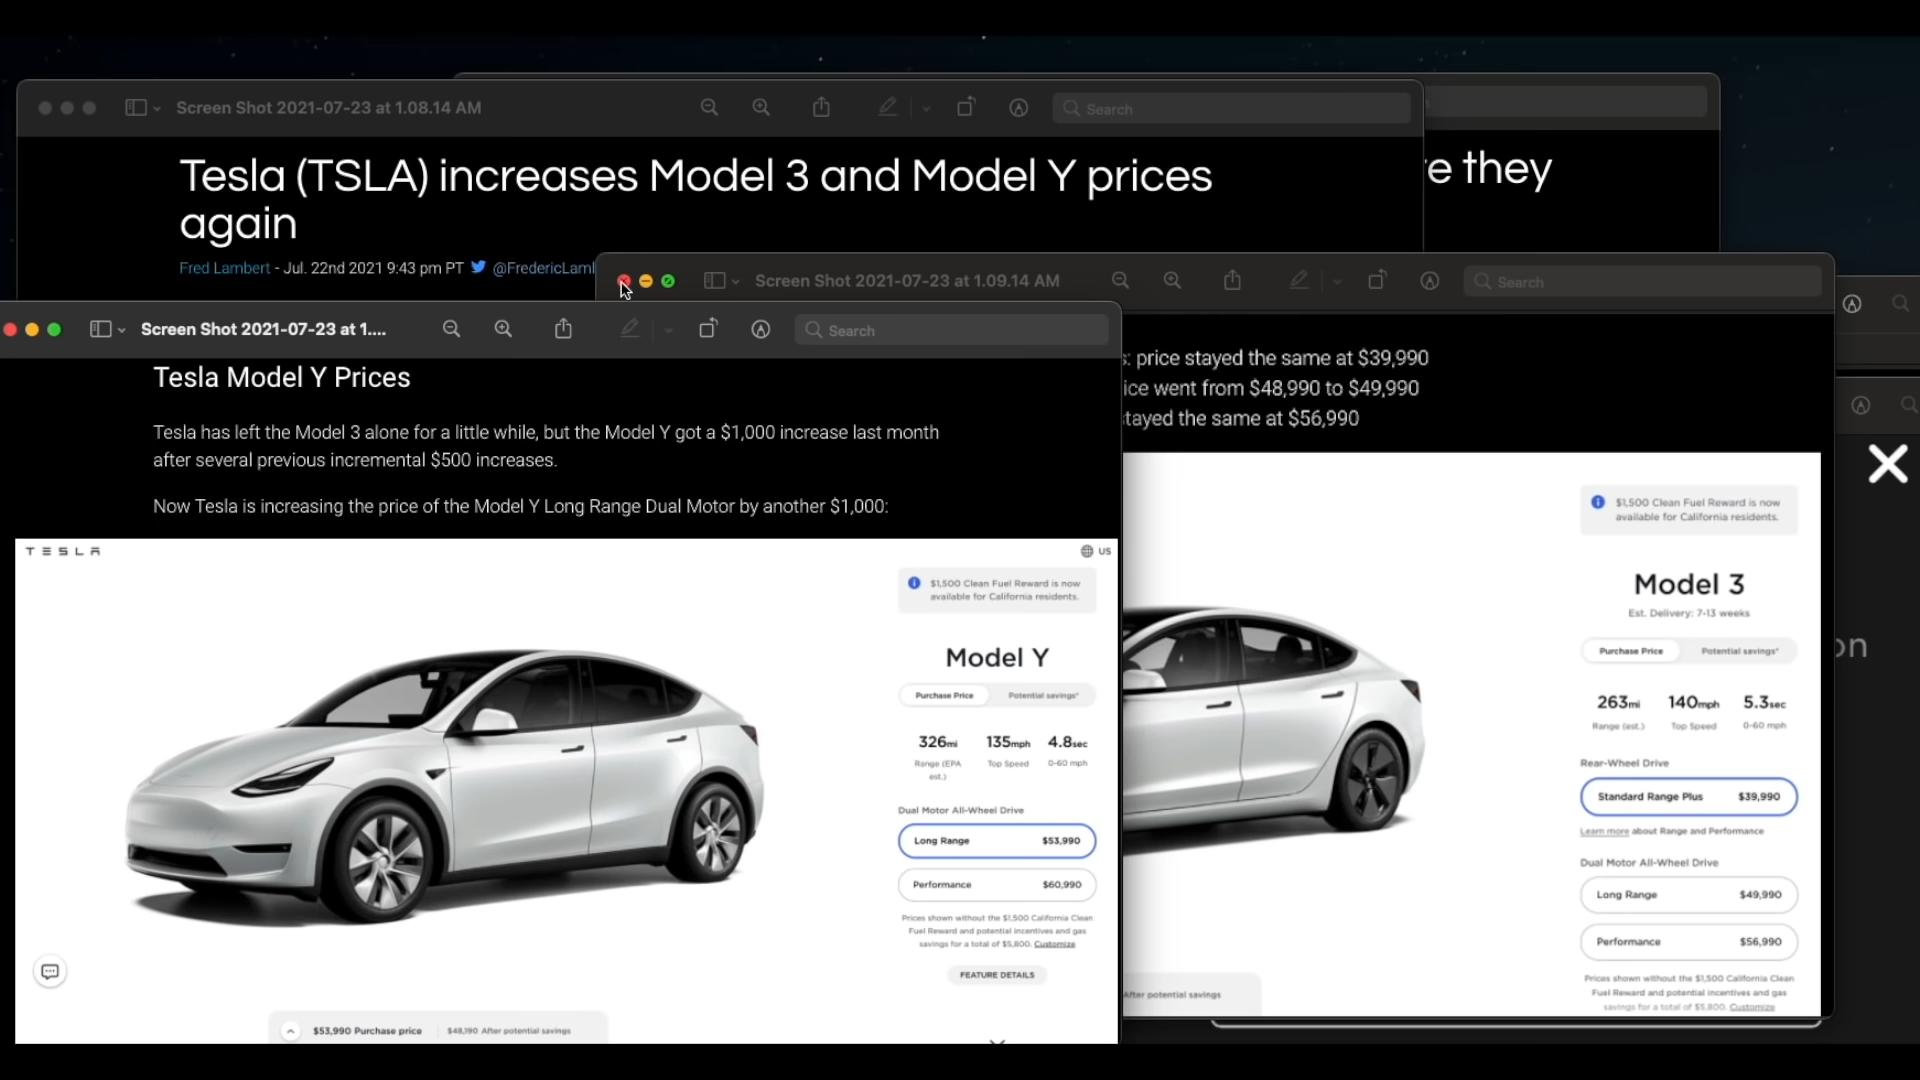 Screen Shot 2021-07-23 at 1.08.14 AM
Search
Tesla (TSLA) increases Model 3 and Model Y prices
again
Fred Lambert - Jul. 22nd 2021 9:43 pm PT @FredericLaml
they
Screen Shot 2021-07-23 at 1.09.14 AM
Search
price stayed the same at $39,990
ice went from $48,990 to $49,990
tayed the same at $56,990
$1,500 Clean Fuel Reward is now
available for California residents.
Model 3
Est. Delivery: 7-13 weeks
Purchase Price Potential savings*
263mi 140mph 5.3sec
Range (est.) Top Speed 0-60 mph
Rear-Wheel Drive
Standard Range Plus $39,990
Learn more about Range and Performance
Dual Motor All-Wheel Drive
Long Range $49,990
Performance $56,990
Prices shown without the $1,500 California Clean
Fuel Reward and potential incentives and gas
savings for a total of $5,800. Customize
After potential savings
on
Screen Shot 2021-07-23 at 1....
Search
Tesla Model Y Prices
Tesla has left the Model 3 alone for a little while, but the Model Y got a $1,000 increase last month
after several previous incremental $500 increases.
Now Tesla is increasing the price of the Model Y Long Range Dual Motor by another $1,000:
TESLA
US
$1,500 Clean Fuel Reward is now
available for California residents.
Model Y
Purchase Price Potential savings*
326mi 135mph 4.8sec
Range (EPA est.) Top Speed 0-60 mph
Dual Motor All-Wheel Drive
Long Range $53,990
Performance $60,990
Prices shown without the $1,500 California Clean
Fuel Reward and potential incentives and gas
savings for a total of $5,800. Customize
FEATURE DETAILS
$53,990 Purchase price $48,190 After potential savings